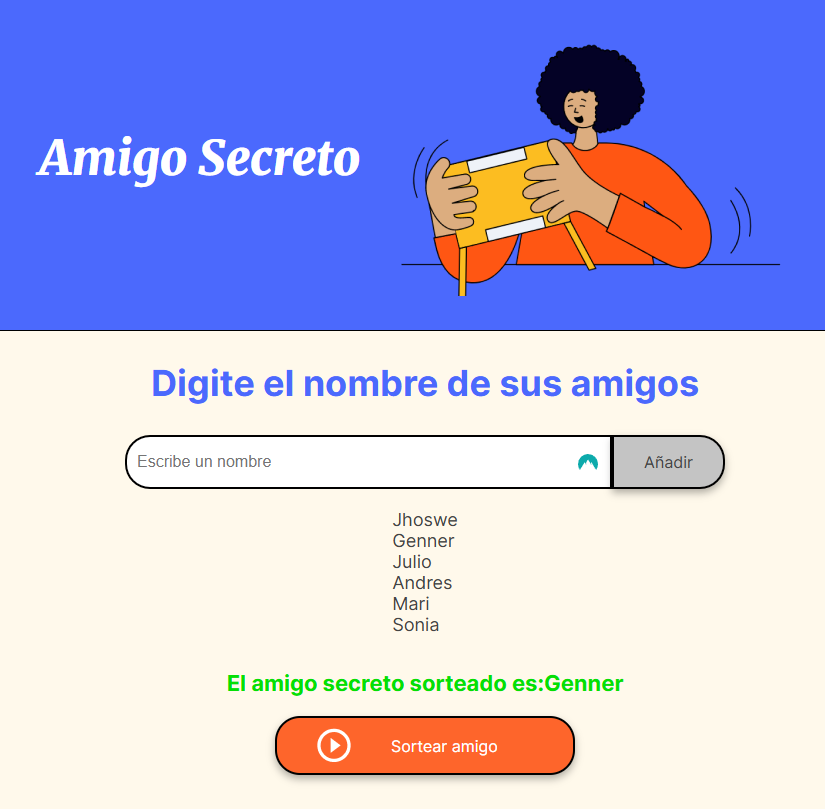 Amigo Secreto
Digite el nombre de sus amigos
Escribe un nombre
Añadir
Jhoswe
Genner
Julio
Andres
Mari
Sonia
El amigo secreto sorteado es:Genner
Sortear amigo